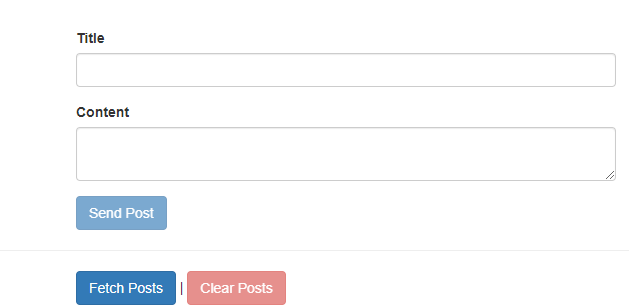 Title
Content
Send Post
Fetch Posts | Clear Posts